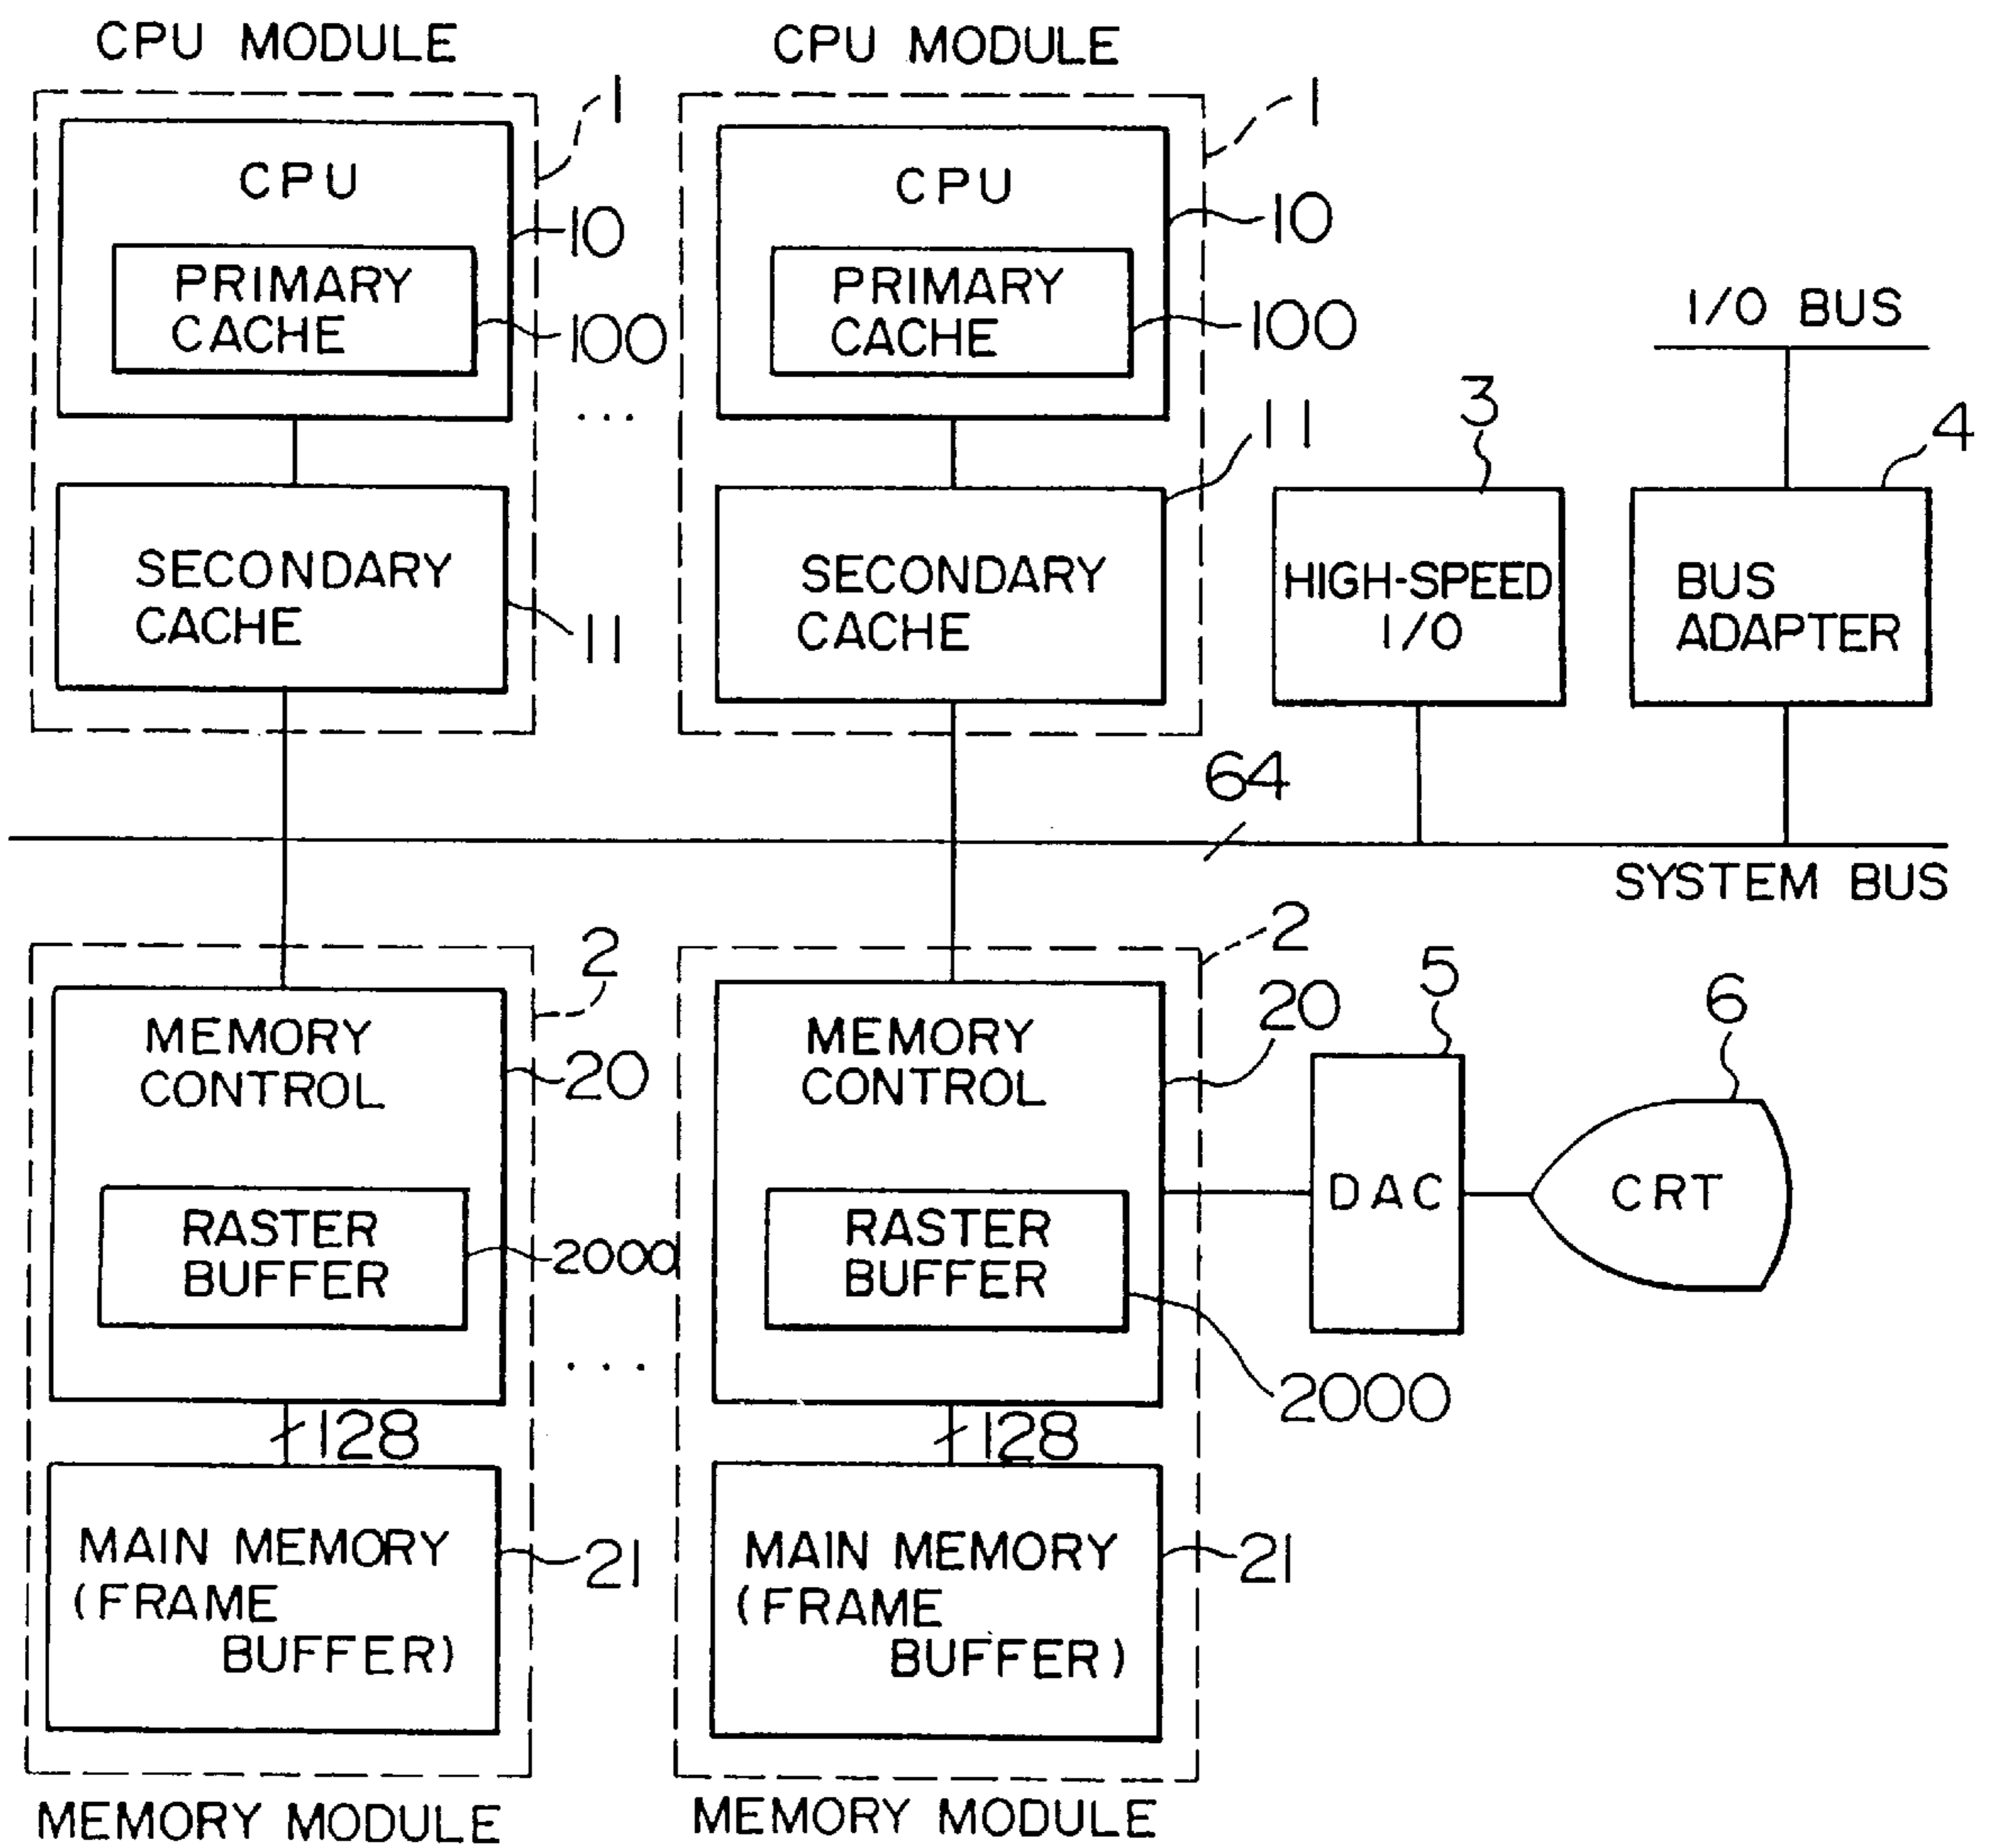 CPU MODULE
CPU MODULE
1
1
CPU
CPU
10
10
PRIMARY
CACHE
100
PRIMARY
CACHE
100
...
I/O BUS
3
4
11
SECONDARY
CACHE
11
SECONDARY
CACHE
HIGH-SPEED
I/O
BUS
ADAPTER
64
SYSTEM BUS
2
2
MEMORY
CONTROL
20
MEMORY
CONTROL
20
5
6
RASTER
BUFFER
2000
RASTER
BUFFER
2000
DAC
CRT
...
128
128
MAIN MEMORY
(FRAME
BUFFER)
21
MAIN MEMORY
(FRAME
BUFFER)
21
MEMORY MODULE
MEMORY MODULE